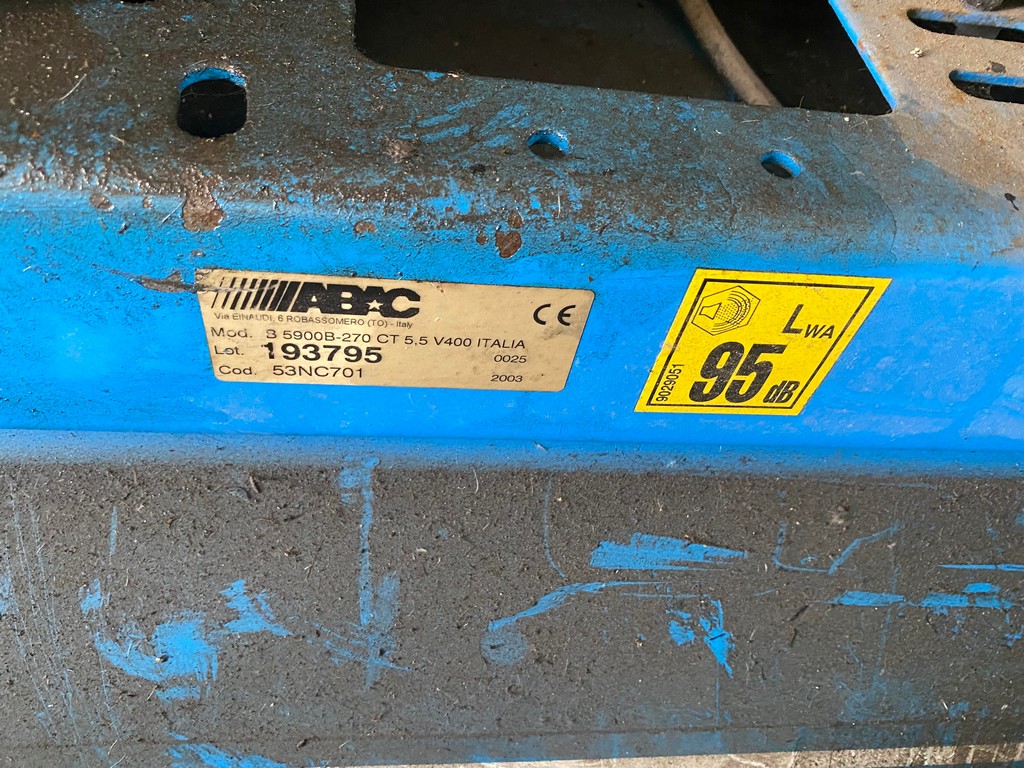 ABAC
Via EINAUDI, 6 ROBASSOMERO (TO) - Italy
CE
Mod. B 5900B-270 CT 5,5 V400 ITALIA
Lot. 193795 0025
Cod. 53NC701 2003
LWA
95 dB
9029051